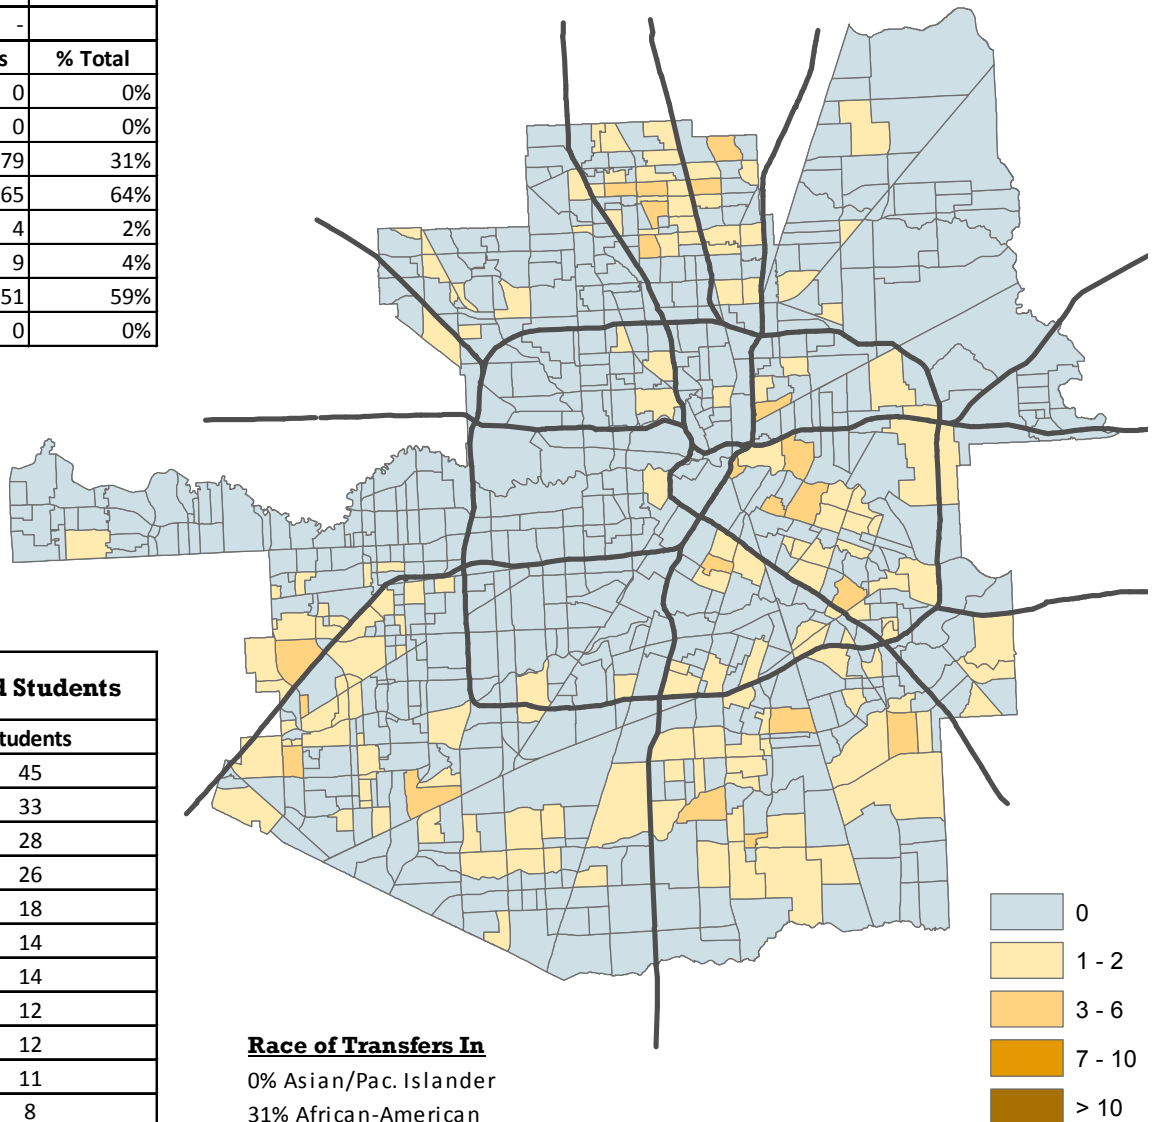 -
s % Total
0 0%
0 0%
79 31%
65 64%
4 2%
9 4%
51 59%
0 0%
d Students
tudents
45
33
28
26
18
14
14
12
12
11
8
0
1 - 2
3 - 6
7 - 10
> 10
Race of Transfers In
0% Asian/Pac. Islander
31% African-American